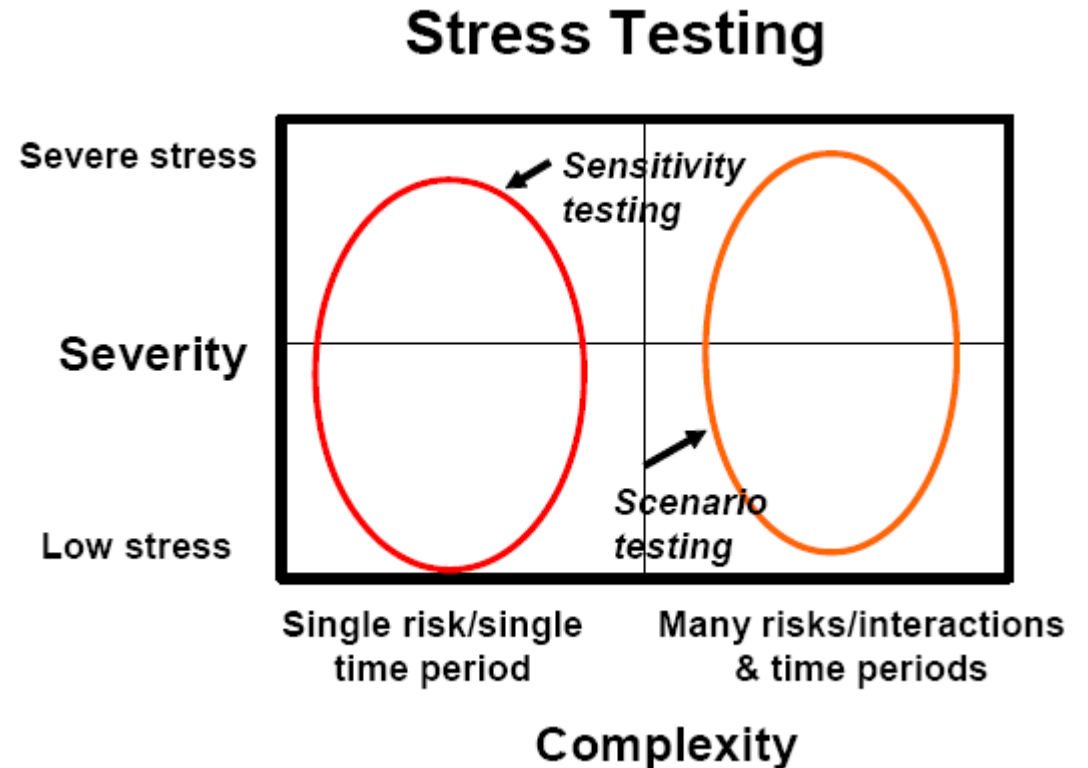 Stress Testing
Severe stress
Sensitivity
testing
Severity
Scenario
testing
Low stress
Single risk/single
time period
Many risks/interactions
& time periods
Complexity